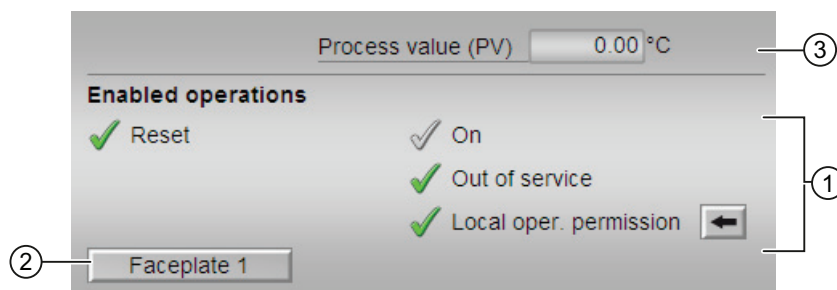 Process value (PV) 0.00 °C ③
Enabled operations
Reset On
Out of service
①
Local oper. permission
② Faceplate 1